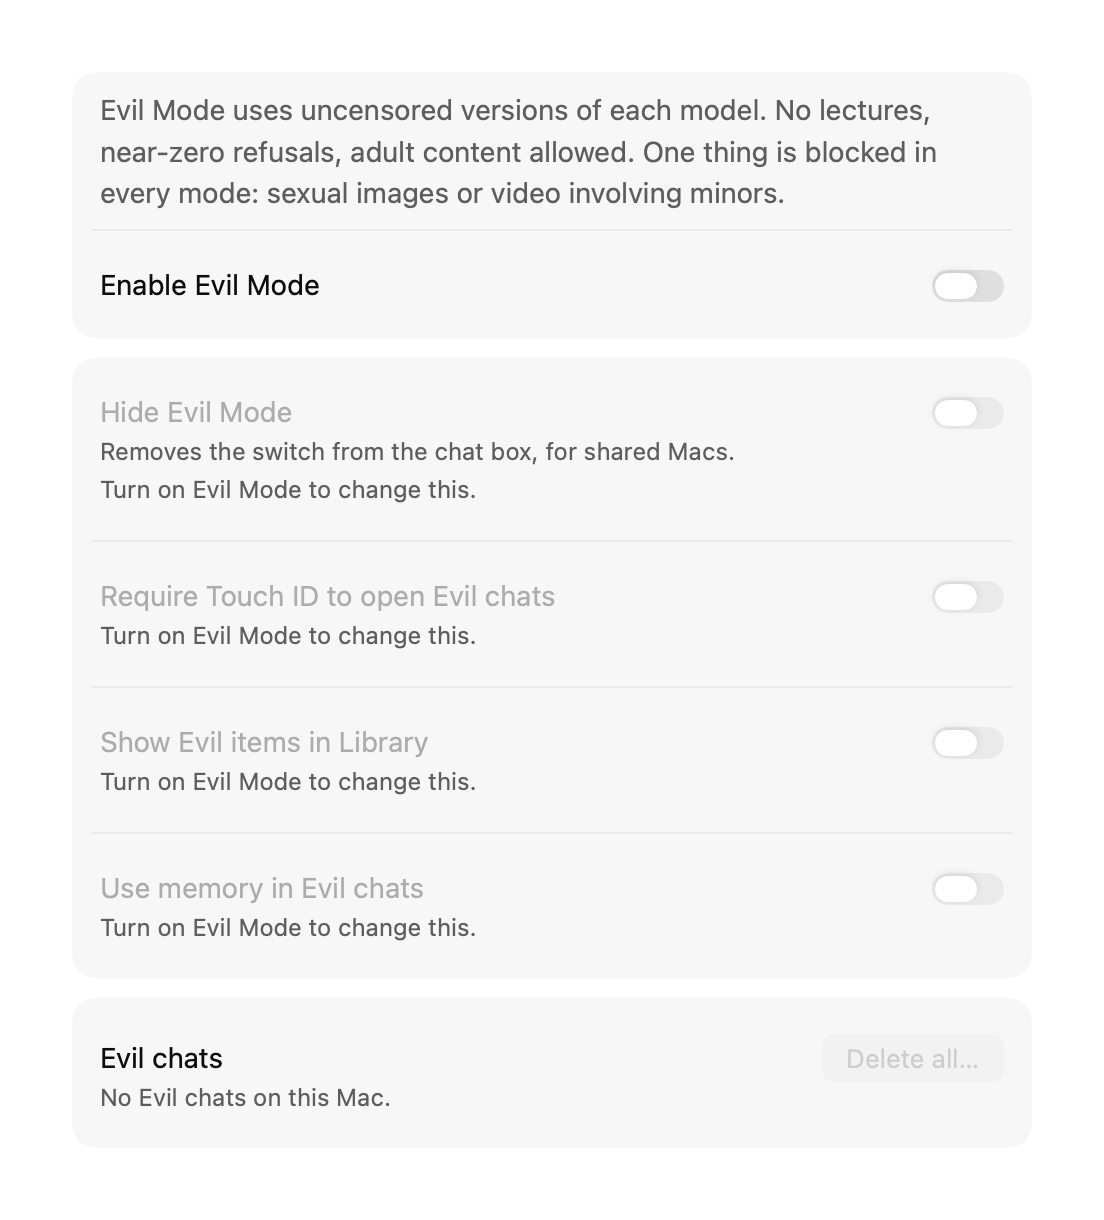 Evil Mode uses uncensored versions of each model. No lectures,
near-zero refusals, adult content allowed. One thing is blocked in
every mode: sexual images or video involving minors.
Enable Evil Mode
Hide Evil Mode
Removes the switch from the chat box, for shared Macs.
Turn on Evil Mode to change this.
Require Touch ID to open Evil chats
Turn on Evil Mode to change this.
Show Evil items in Library
Turn on Evil Mode to change this.
Use memory in Evil chats
Turn on Evil Mode to change this.
Evil chats
Delete all...
No Evil chats on this Mac.